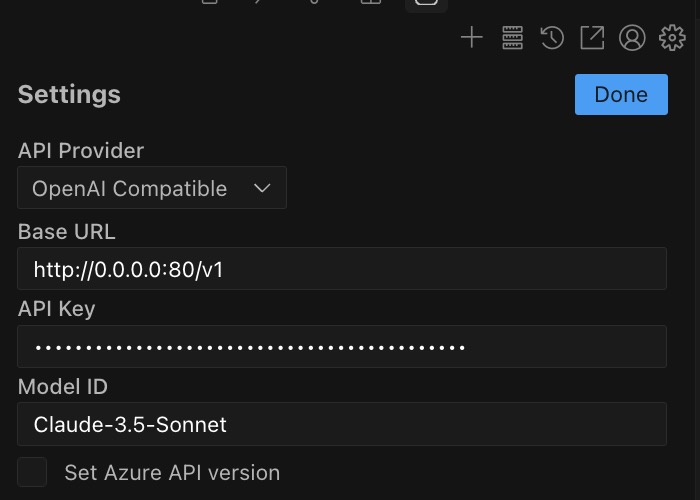 Settings
Done
API Provider
OpenAI Compatible
Base URL
http://0.0.0.0:80/v1
API Key
•••••••••••••••••••••••••••••••••••••••••••
Model ID
Claude-3.5-Sonnet
Set Azure API version